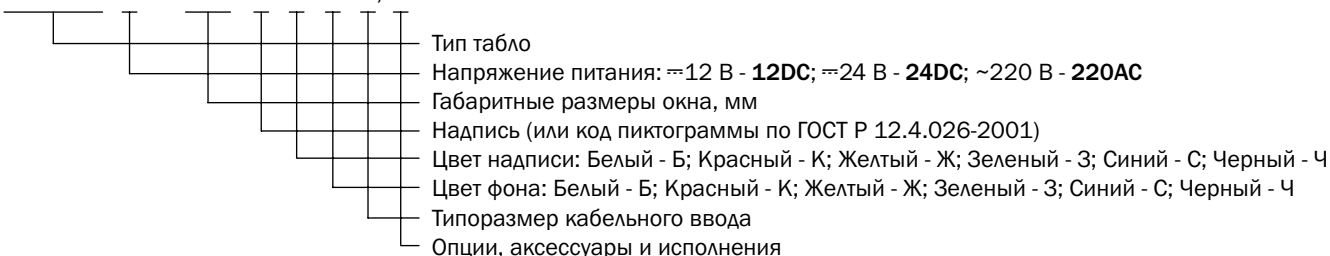 Тип табло
Напряжение питания: ⎓12 В - 12DC; ⎓24 В - 24DC; ~220 В - 220AC
Габаритные размеры окна, мм
Надпись (или код пиктограммы по ГОСТ Р 12.4.026-2001)
Цвет надписи: Белый - Б; Красный - К; Желтый - Ж; Зеленый - З; Синий - С; Черный - Ч
Цвет фона: Белый - Б; Красный - К; Желтый - Ж; Зеленый - З; Синий - С; Черный - Ч
Типоразмер кабельного ввода
Опции, аксессуары и исполнения